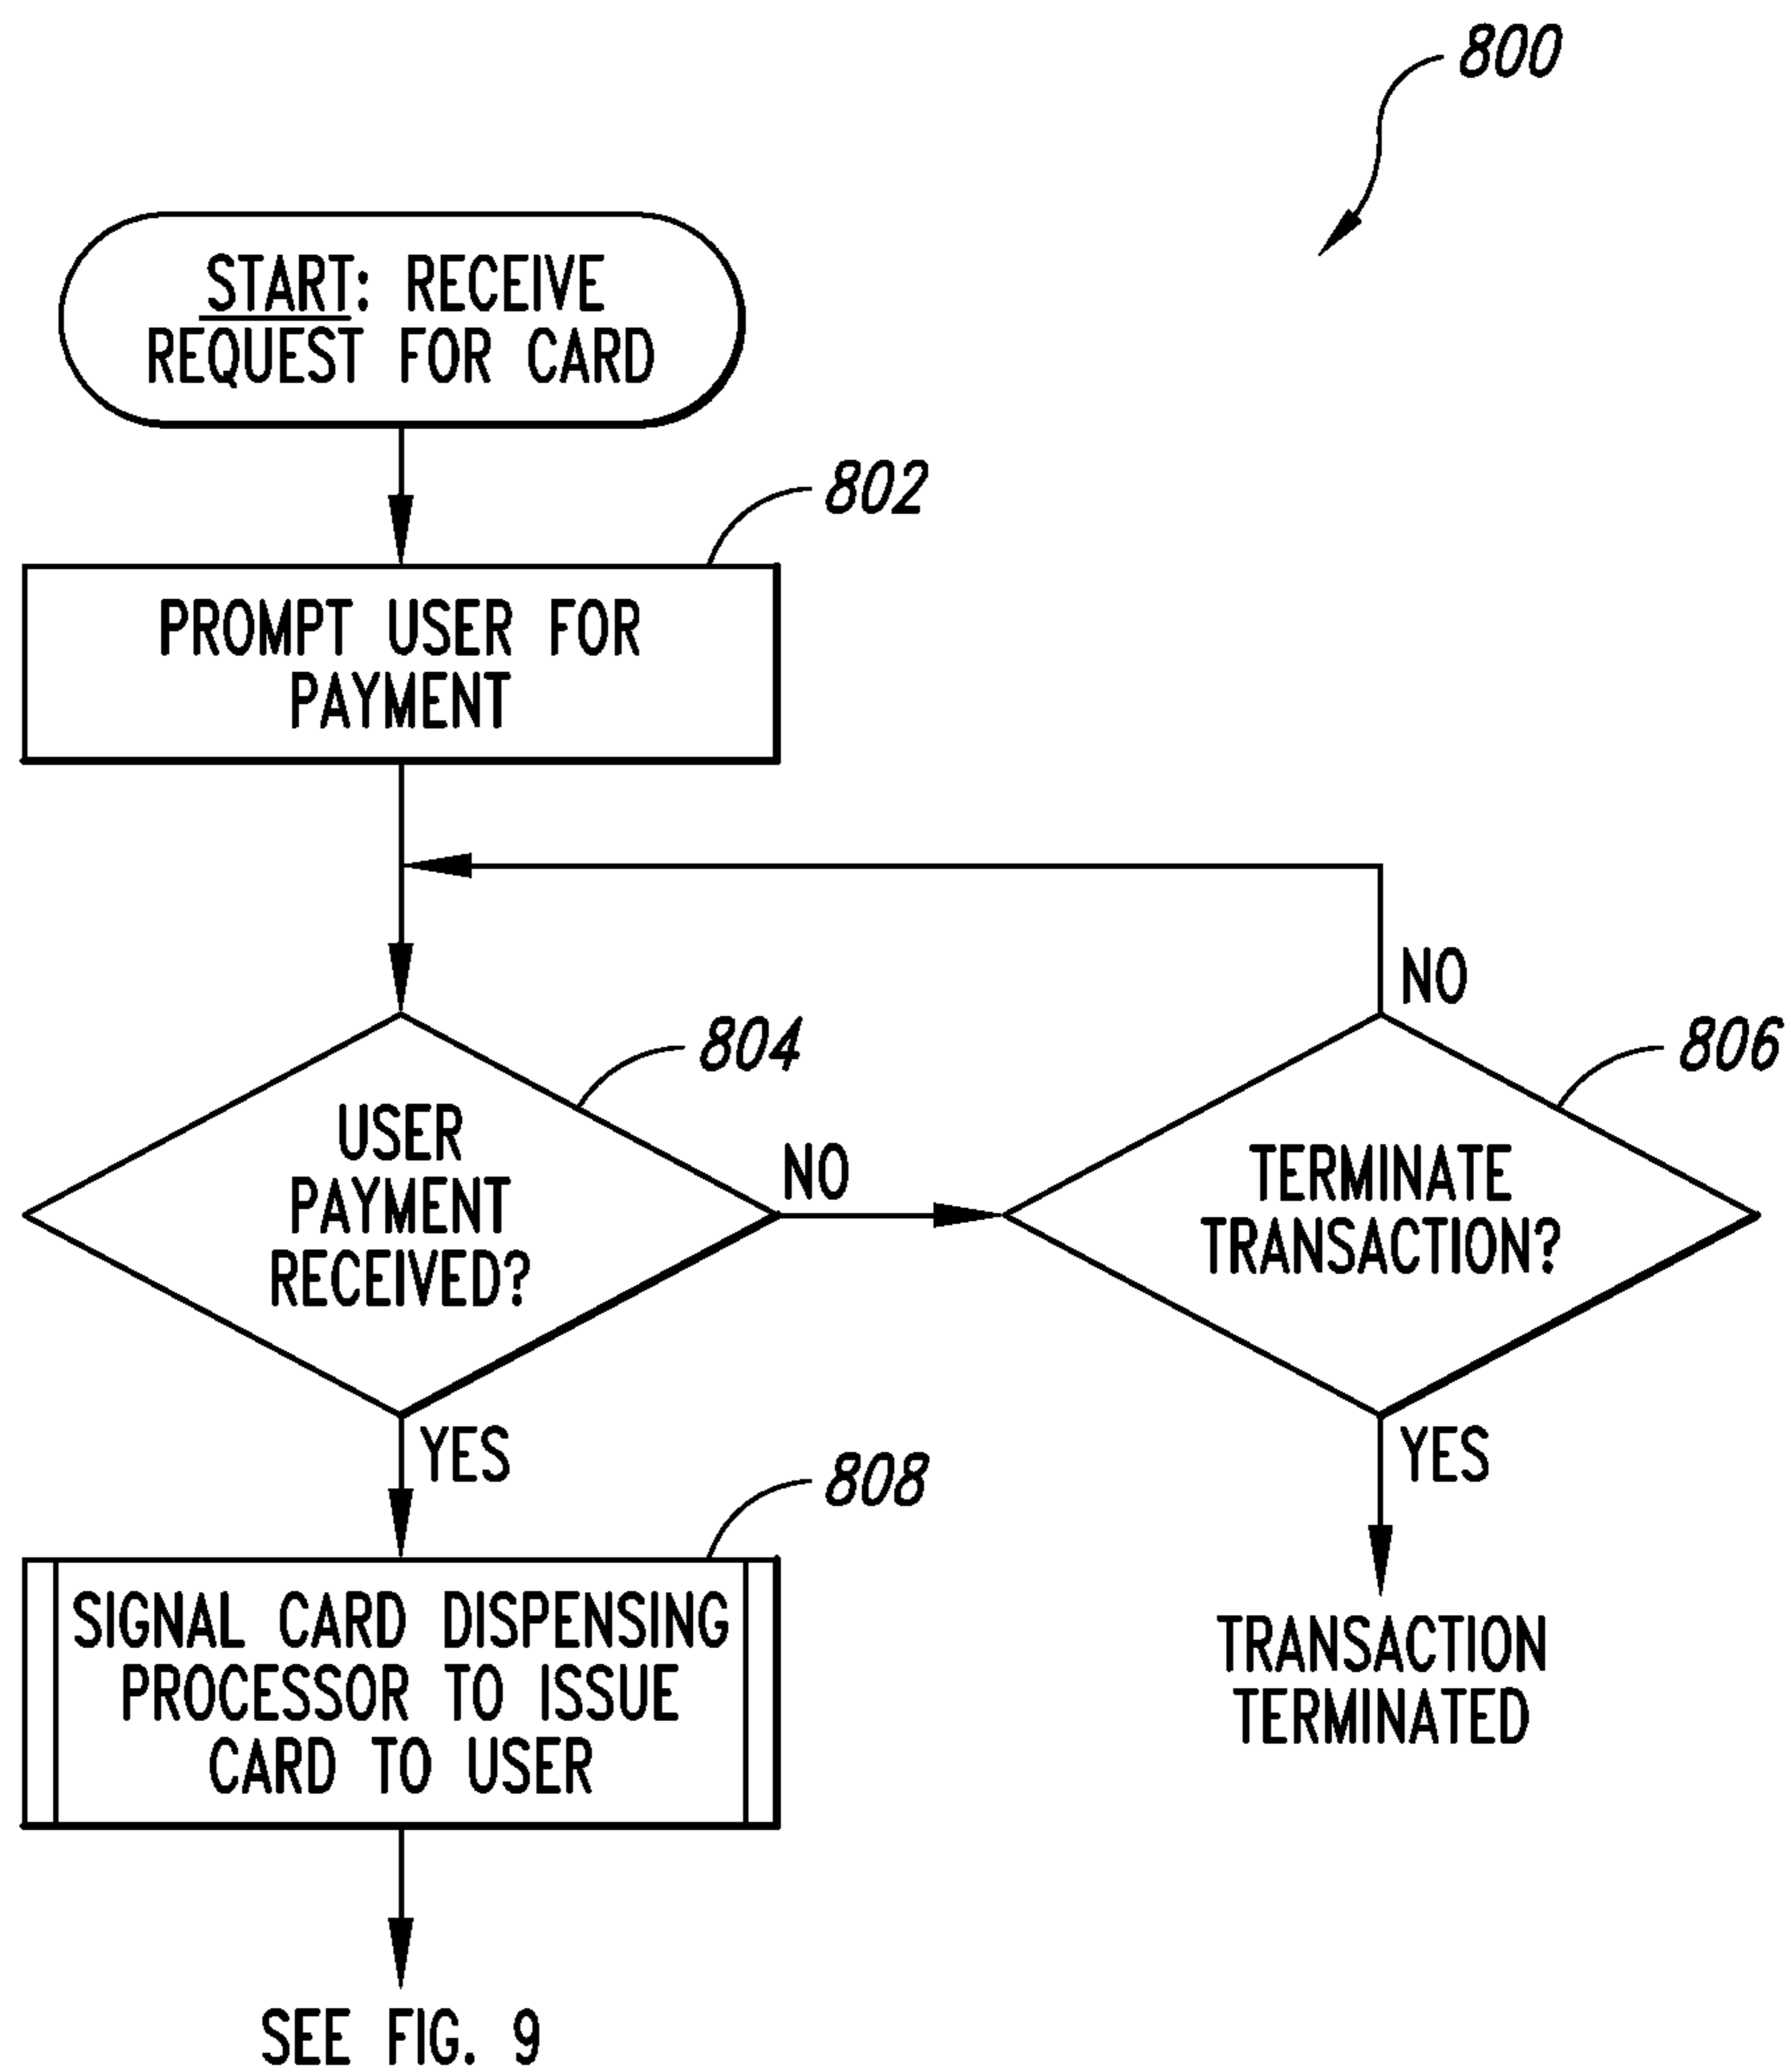 800
START: RECEIVE
REQUEST FOR CARD
802
PROMPT USER FOR
PAYMENT
804
USER
PAYMENT
RECEIVED?
NO
YES
806
NO
TERMINATE
TRANSACTION?
YES
TRANSACTION
TERMINATED
808
SIGNAL CARD DISPENSING
PROCESSOR TO ISSUE
CARD TO USER
SEE FIG. 9